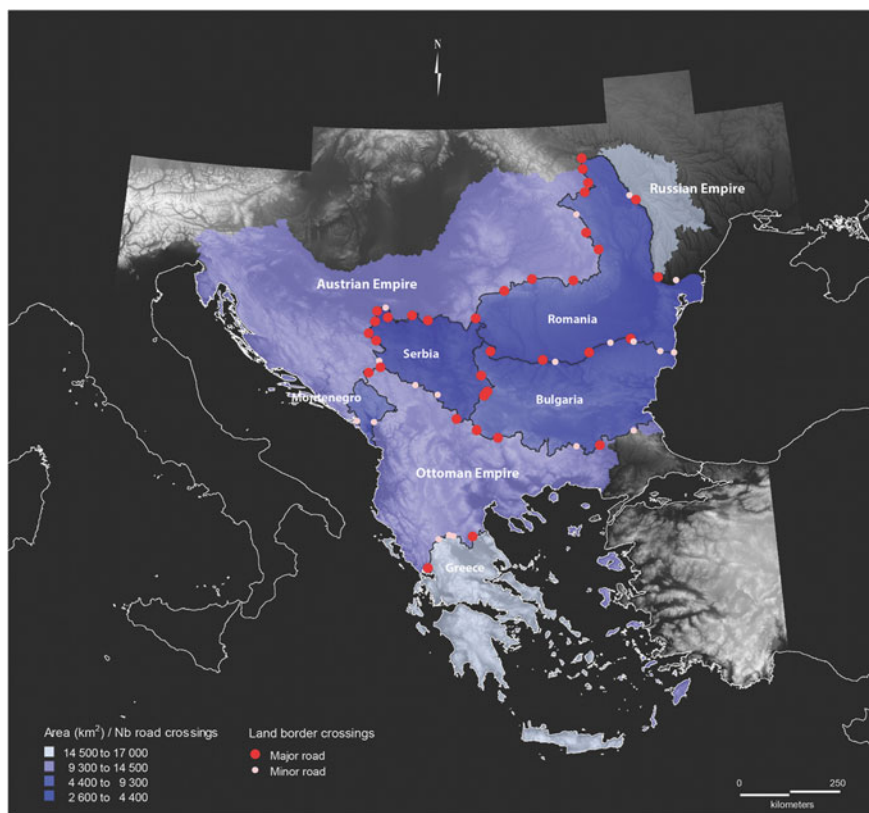 N
Russian Empire
Austrian Empire
Romania
Serbia
Montenegro
Bulgaria
Ottoman Empire
Greece
Area (km²) / Nb road crossings
14 500 to 17 000
9 300 to 14 500
4 400 to 9 300
2 600 to 4 400
Land border crossings
Major road
Minor road
0 250
kilometers